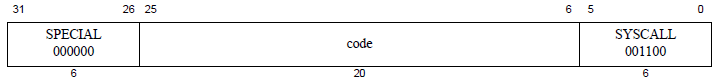 31 26 25 6 5 0
SPECIAL code SYSCALL
000000 001100
6 20 6